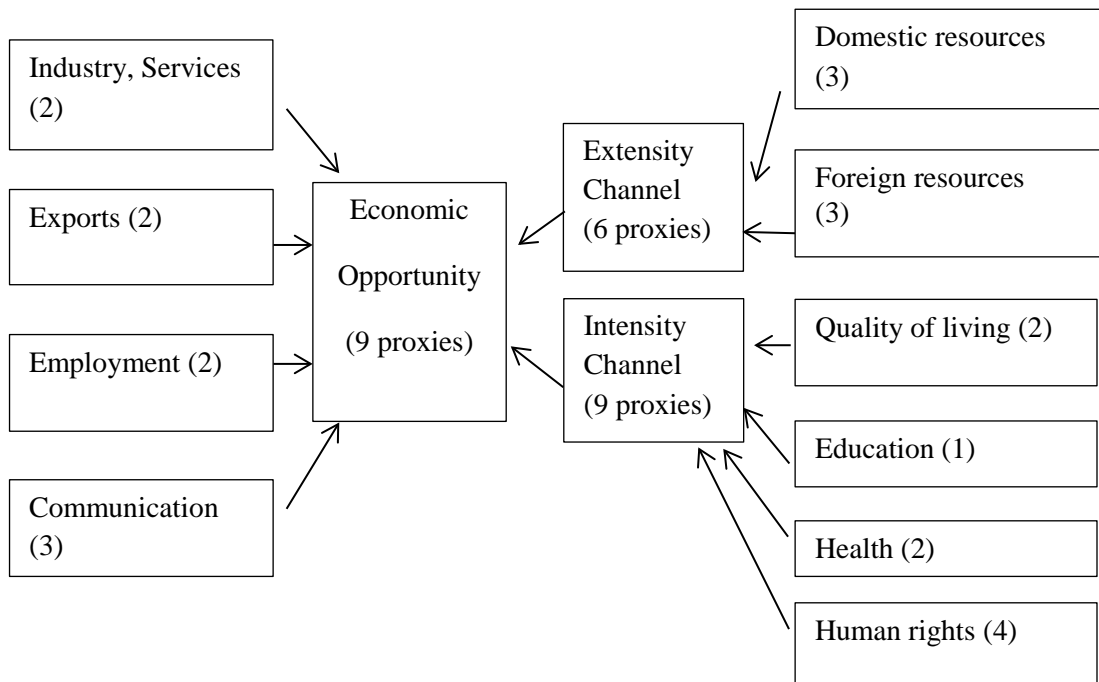 Industry, Services
(2)
Exports (2)
Employment (2)
Communication
(3)
Economic
Opportunity
(9 proxies)
Extensity
Channel
(6 proxies)
Intensity
Channel
(9 proxies)
Domestic resources
(3)
Foreign resources
(3)
Quality of living (2)
Education (1)
Health (2)
Human rights (4)